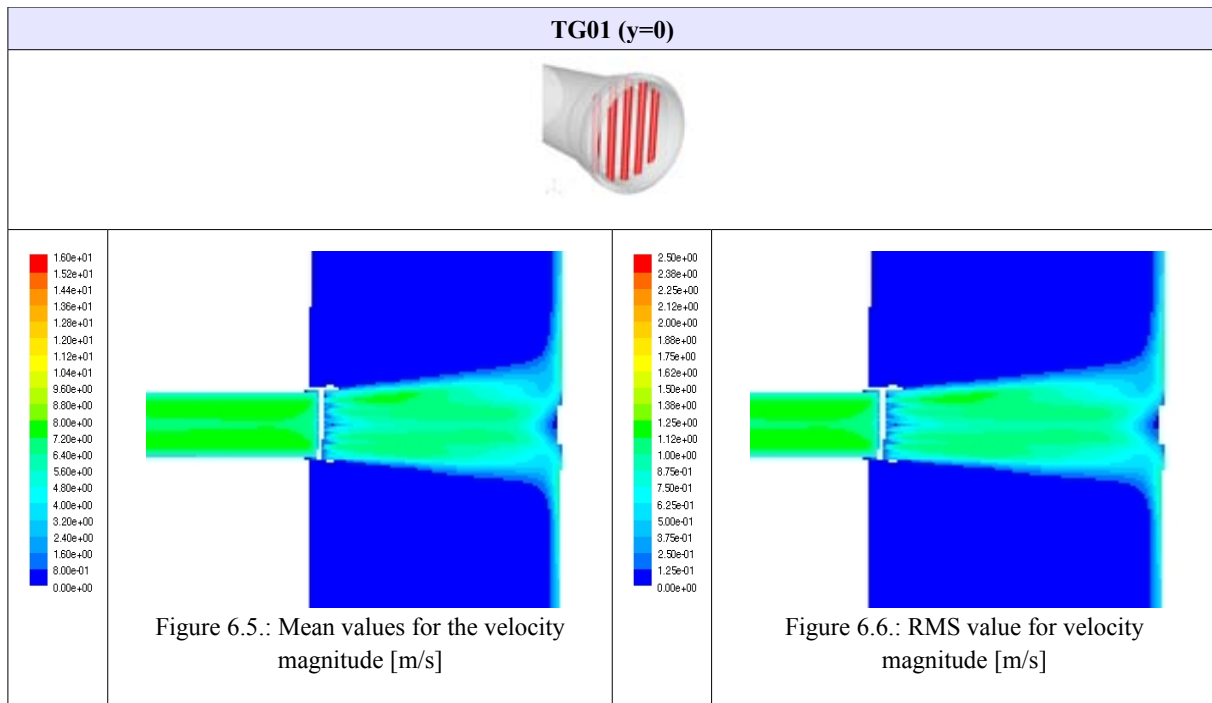 TG01 (y=0)
1.60e+01
1.52e+01
1.44e+01
1.36e+01
1.28e+01
1.20e+01
1.12e+01
1.04e+01
9.60e+00
8.80e+00
8.00e+00
7.20e+00
6.40e+00
5.60e+00
4.80e+00
4.00e+00
3.20e+00
2.40e+00
1.60e+00
8.00e-01
0.00e+00
Figure 6.5.: Mean values for the velocity
magnitude [m/s]
2.50e+00
2.38e+00
2.25e+00
2.12e+00
2.00e+00
1.88e+00
1.75e+00
1.62e+00
1.50e+00
1.38e+00
1.25e+00
1.12e+00
1.00e+00
8.75e-01
7.50e-01
6.25e-01
5.00e-01
3.75e-01
2.50e-01
1.25e-01
0.00e+00
Figure 6.6.: RMS value for velocity
magnitude [m/s]